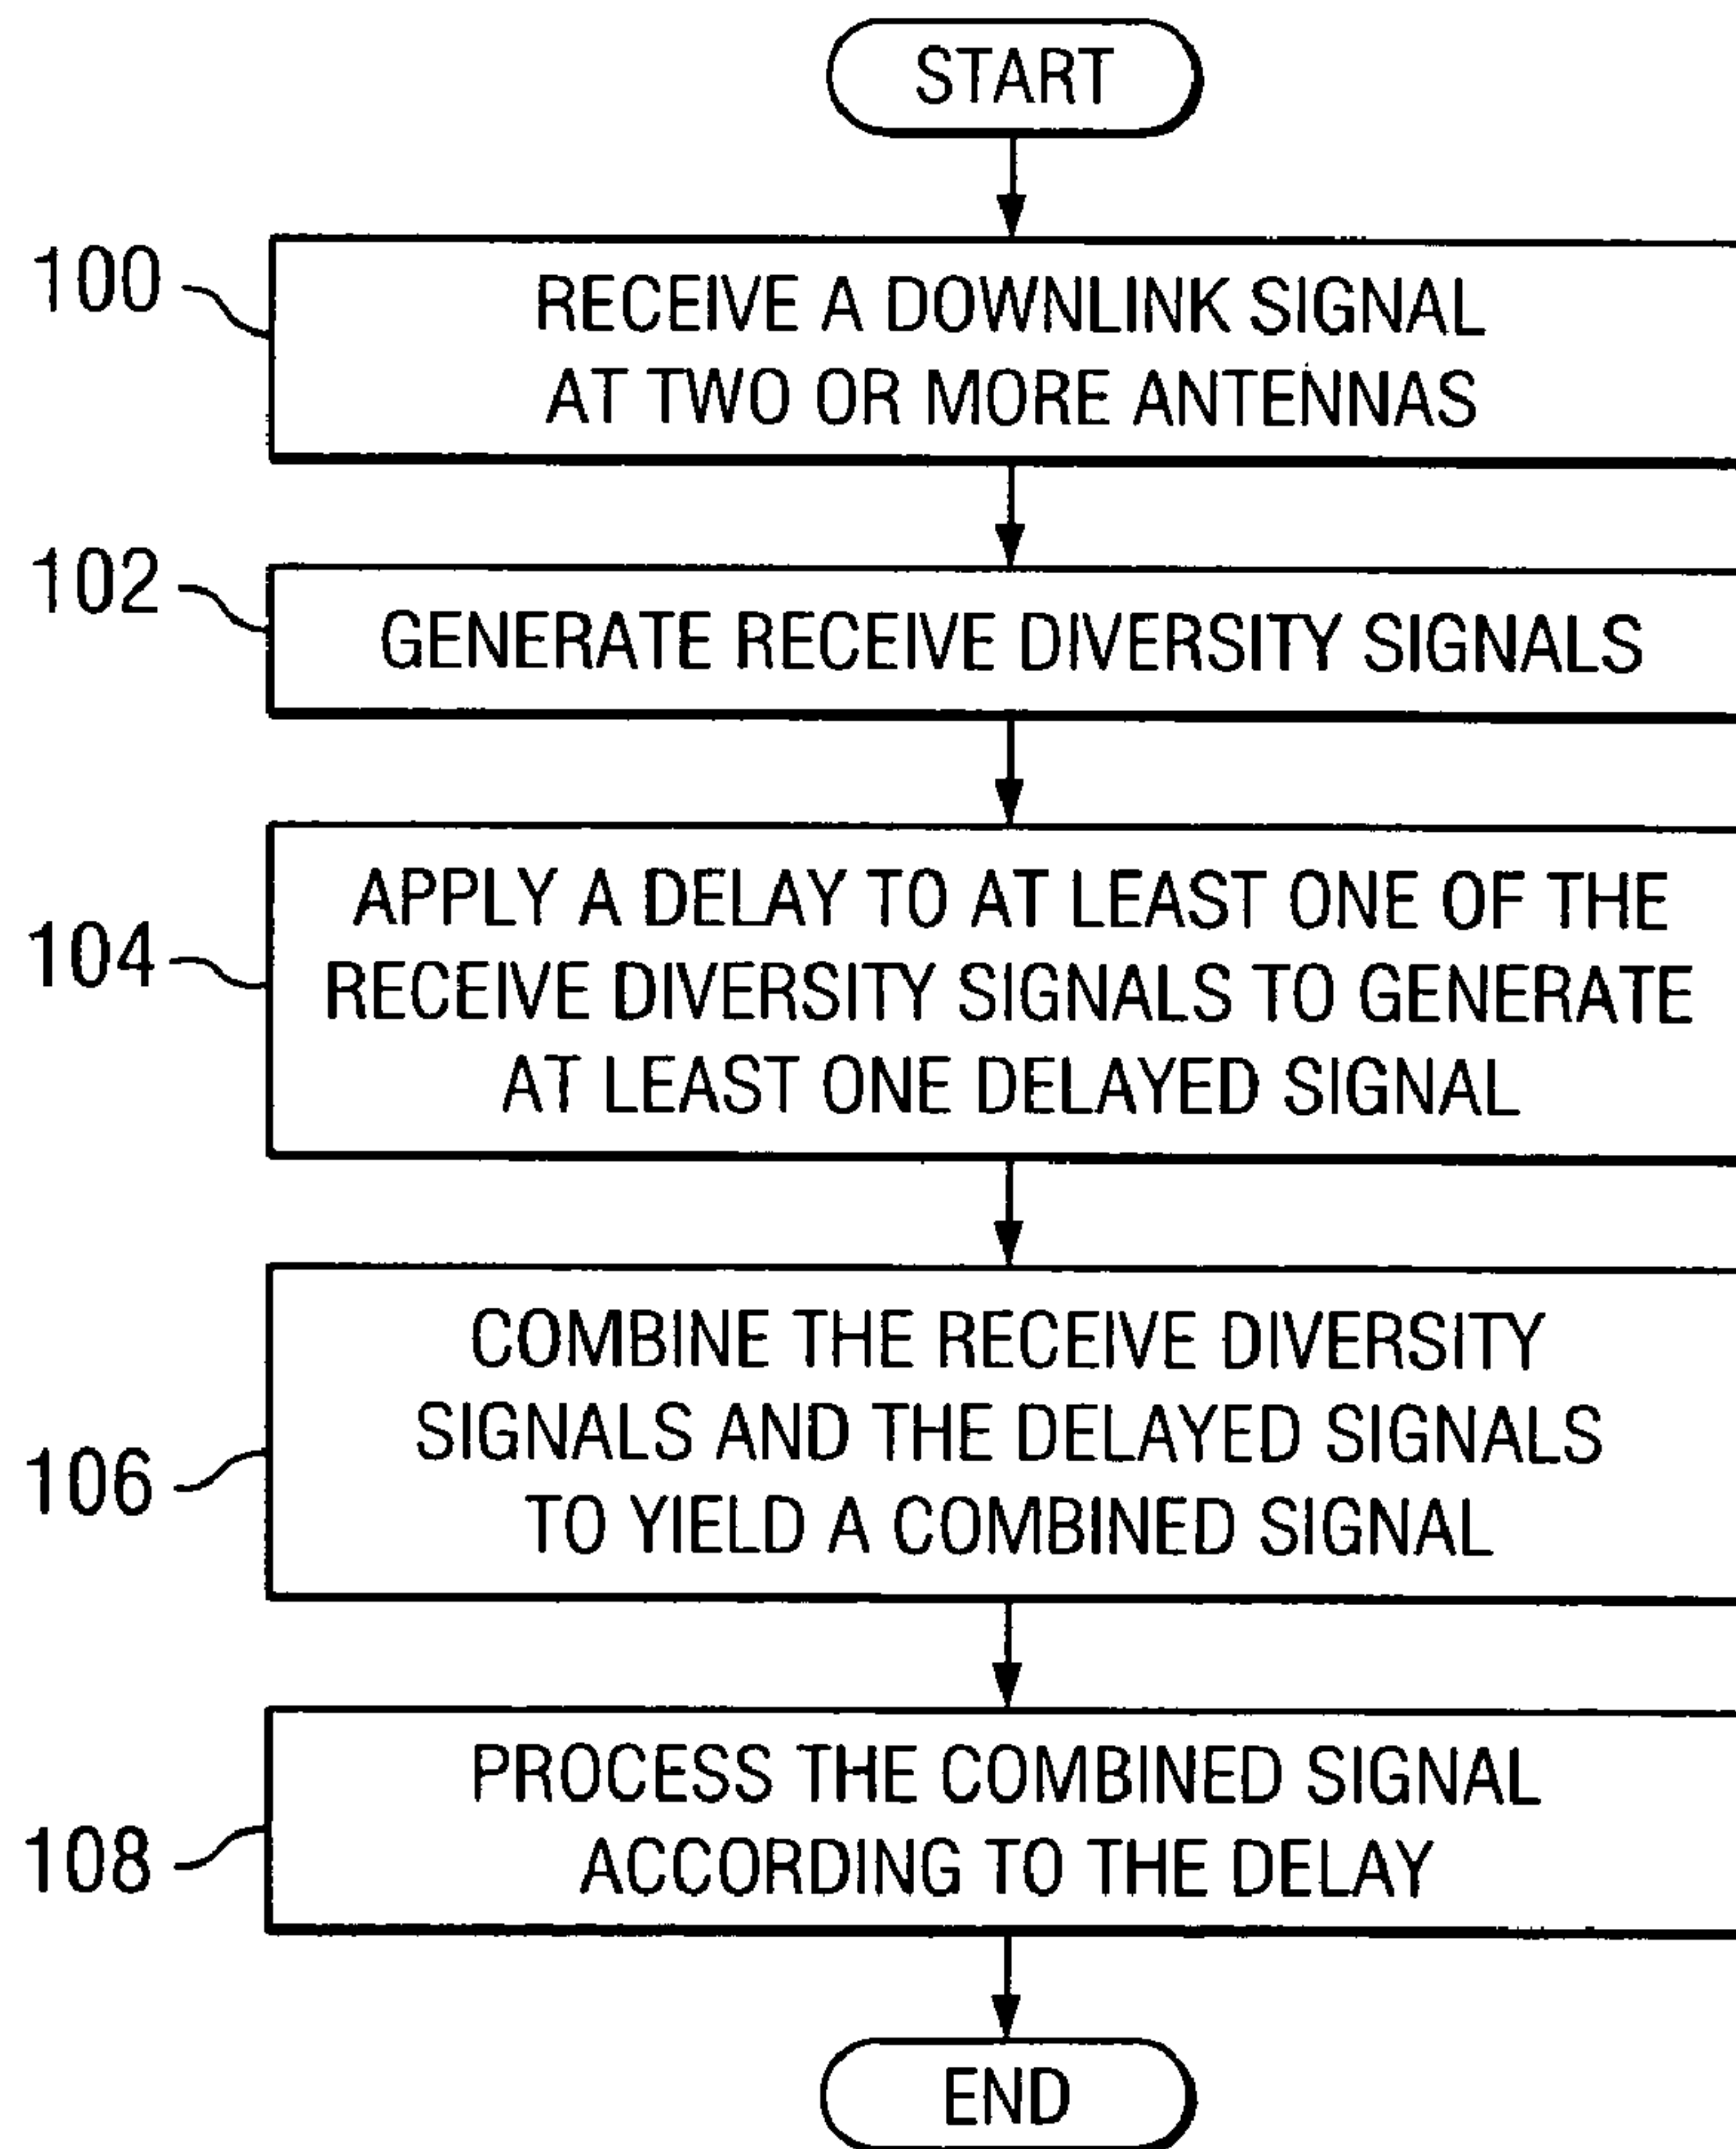 START
100
RECEIVE A DOWNLINK SIGNAL
AT TWO OR MORE ANTENNAS
102
GENERATE RECEIVE DIVERSITY SIGNALS
104
APPLY A DELAY TO AT LEAST ONE OF THE
RECEIVE DIVERSITY SIGNALS TO GENERATE
AT LEAST ONE DELAYED SIGNAL
106
COMBINE THE RECEIVE DIVERSITY
SIGNALS AND THE DELAYED SIGNALS
TO YIELD A COMBINED SIGNAL
108
PROCESS THE COMBINED SIGNAL
ACCORDING TO THE DELAY
END